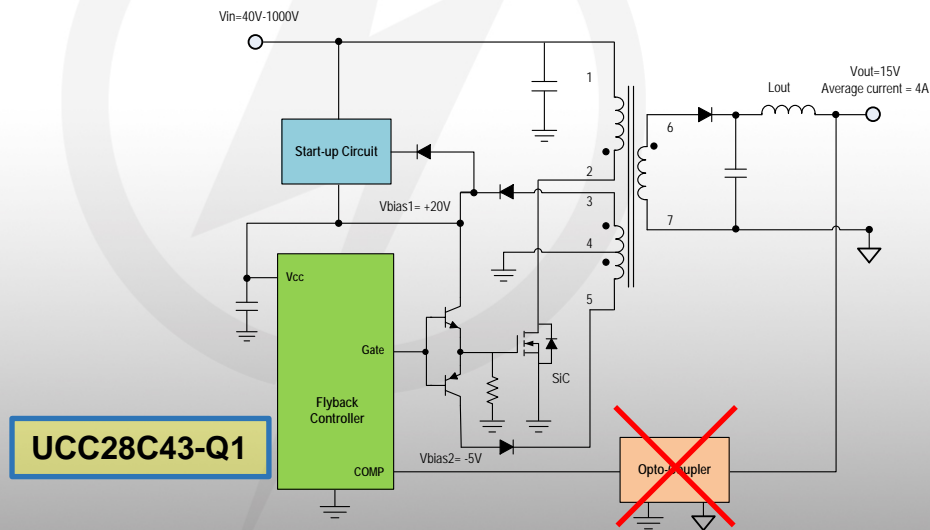 Vin=40V-1000V
1
Lout
Vout=15V
Average current = 4A
6
Start-up Circuit
2
Vbias1= +20V
3
7
4
Vcc
5
Gate
SiC
Flyback
Controller
UCC28C43-Q1
Vbias2= -5V
COMP
Opto-Coupler